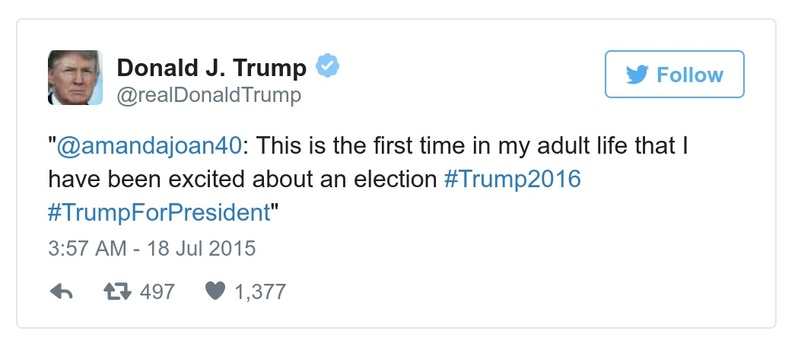 Donald J. Trump
@realDonaldTrump
Follow
"@amandajoan40: This is the first time in my adult life that I
have been excited about an election #Trump2016
#TrumpForPresident"
3:57 AM - 18 Jul 2015
497 1,377